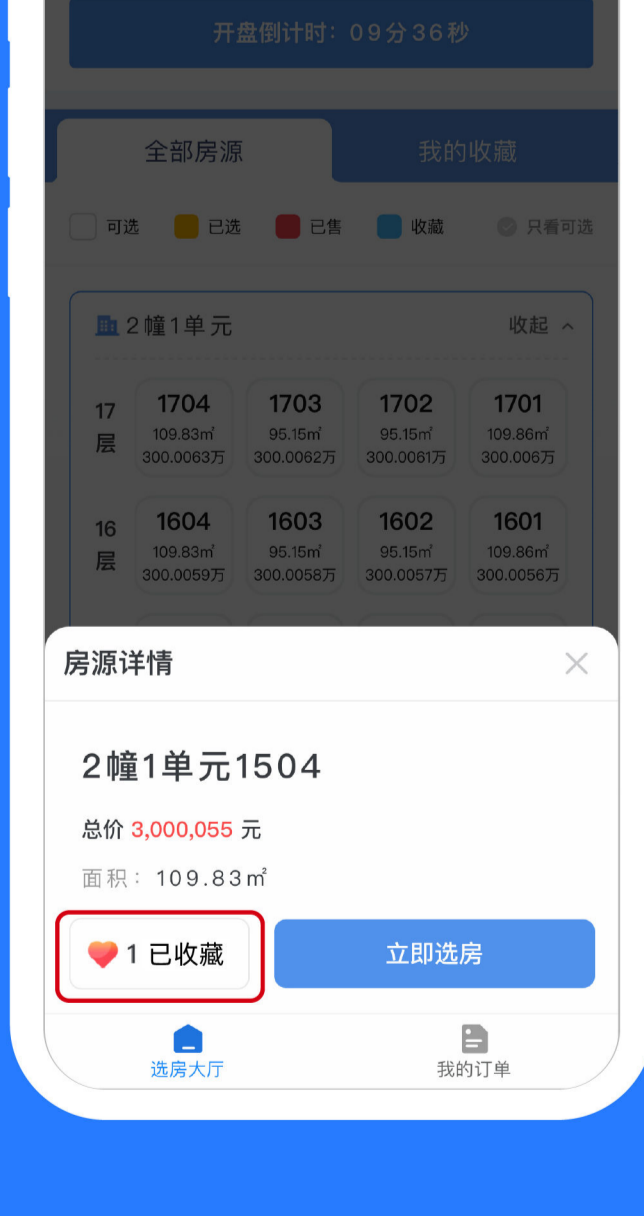 开盘倒计时：09分36秒
全部房源 我的收藏
可选 已选 已售 收藏 只看可选
2幢1单元 收起
17层 1704 1703 1702 1701
109.83㎡ 95.15㎡ 95.15㎡ 109.86㎡
300.0063万 300.0062万 300.0061万 300.006万
16层 1604 1603 1602 1601
109.83㎡ 95.15㎡ 95.15㎡ 109.86㎡
300.0059万 300.0058万 300.0057万 300.0056万
房源详情
2幢1单元1504
总价 3,000,055 元
面积：109.83㎡
1 已收藏 立即选房
选房大厅 我的订单